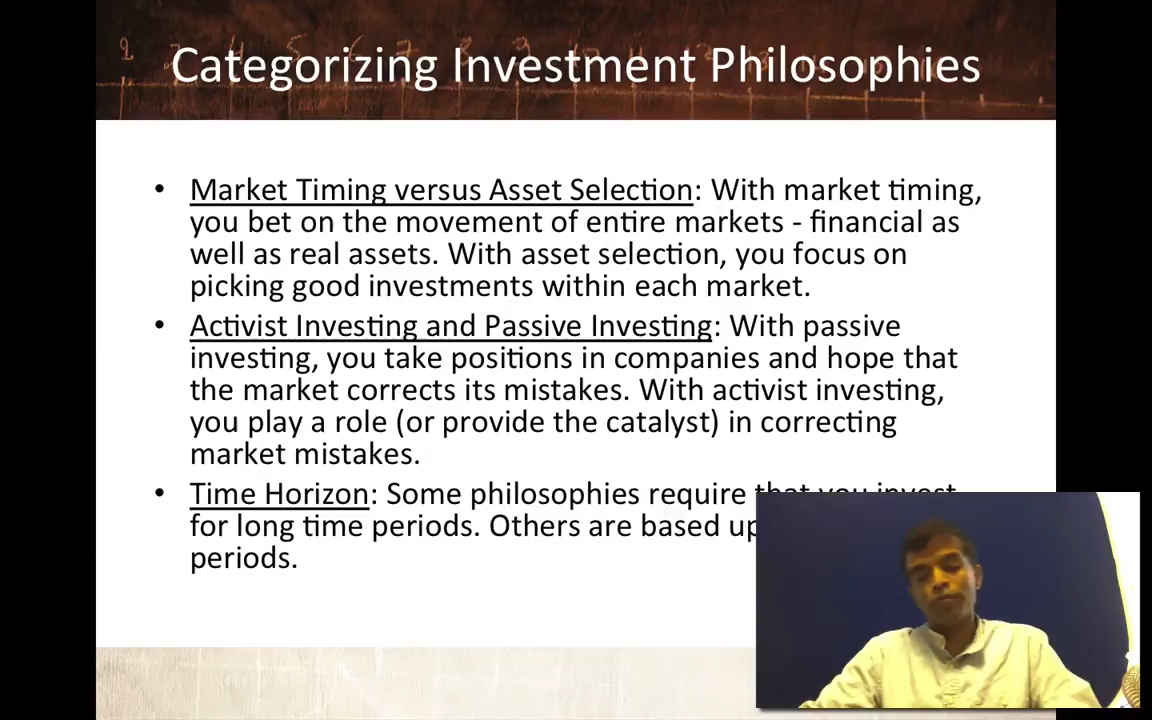 Categorizing Investment Philosophies
• Market Timing versus Asset Selection: With market timing,
you bet on the movement of entire markets - financial as
well as real assets. With asset selection, you focus on
picking good investments within each market.
• Activist Investing and Passive Investing: With passive
investing, you take positions in companies and hope that
the market corrects its mistakes. With activist investing,
you play a role (or provide the catalyst) in correcting
market mistakes.
• Time Horizon: Some philosophies require that you invest
for long time periods. Others are based
periods.